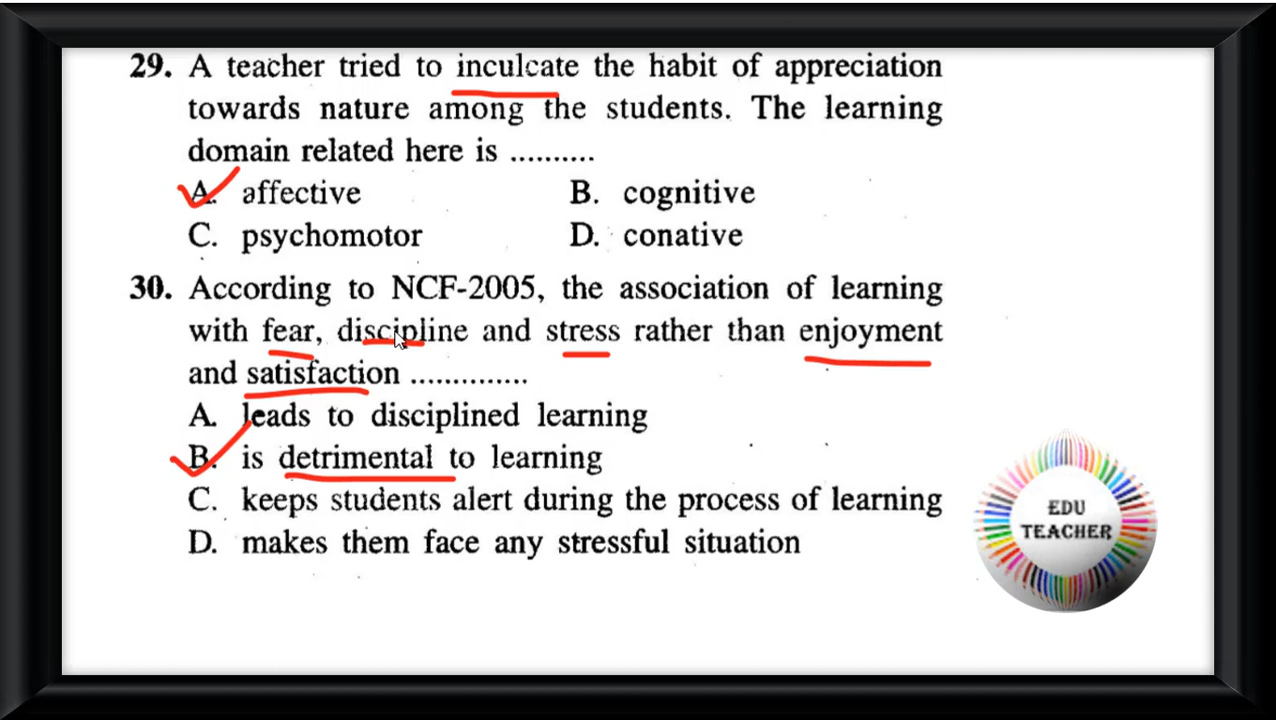 29. A teacher tried to inculcate the habit of appreciation
towards nature among the students. The learning
domain related here is ..........
A. affective B. cognitive
C. psychomotor D. conative
30. According to NCF-2005, the association of learning
with fear, discipline and stress rather than enjoyment
and satisfaction ..............
A. leads to disciplined learning
B. is detrimental to learning
C. keeps students alert during the process of learning
D. makes them face any stressful situation
EDU
TEACHER